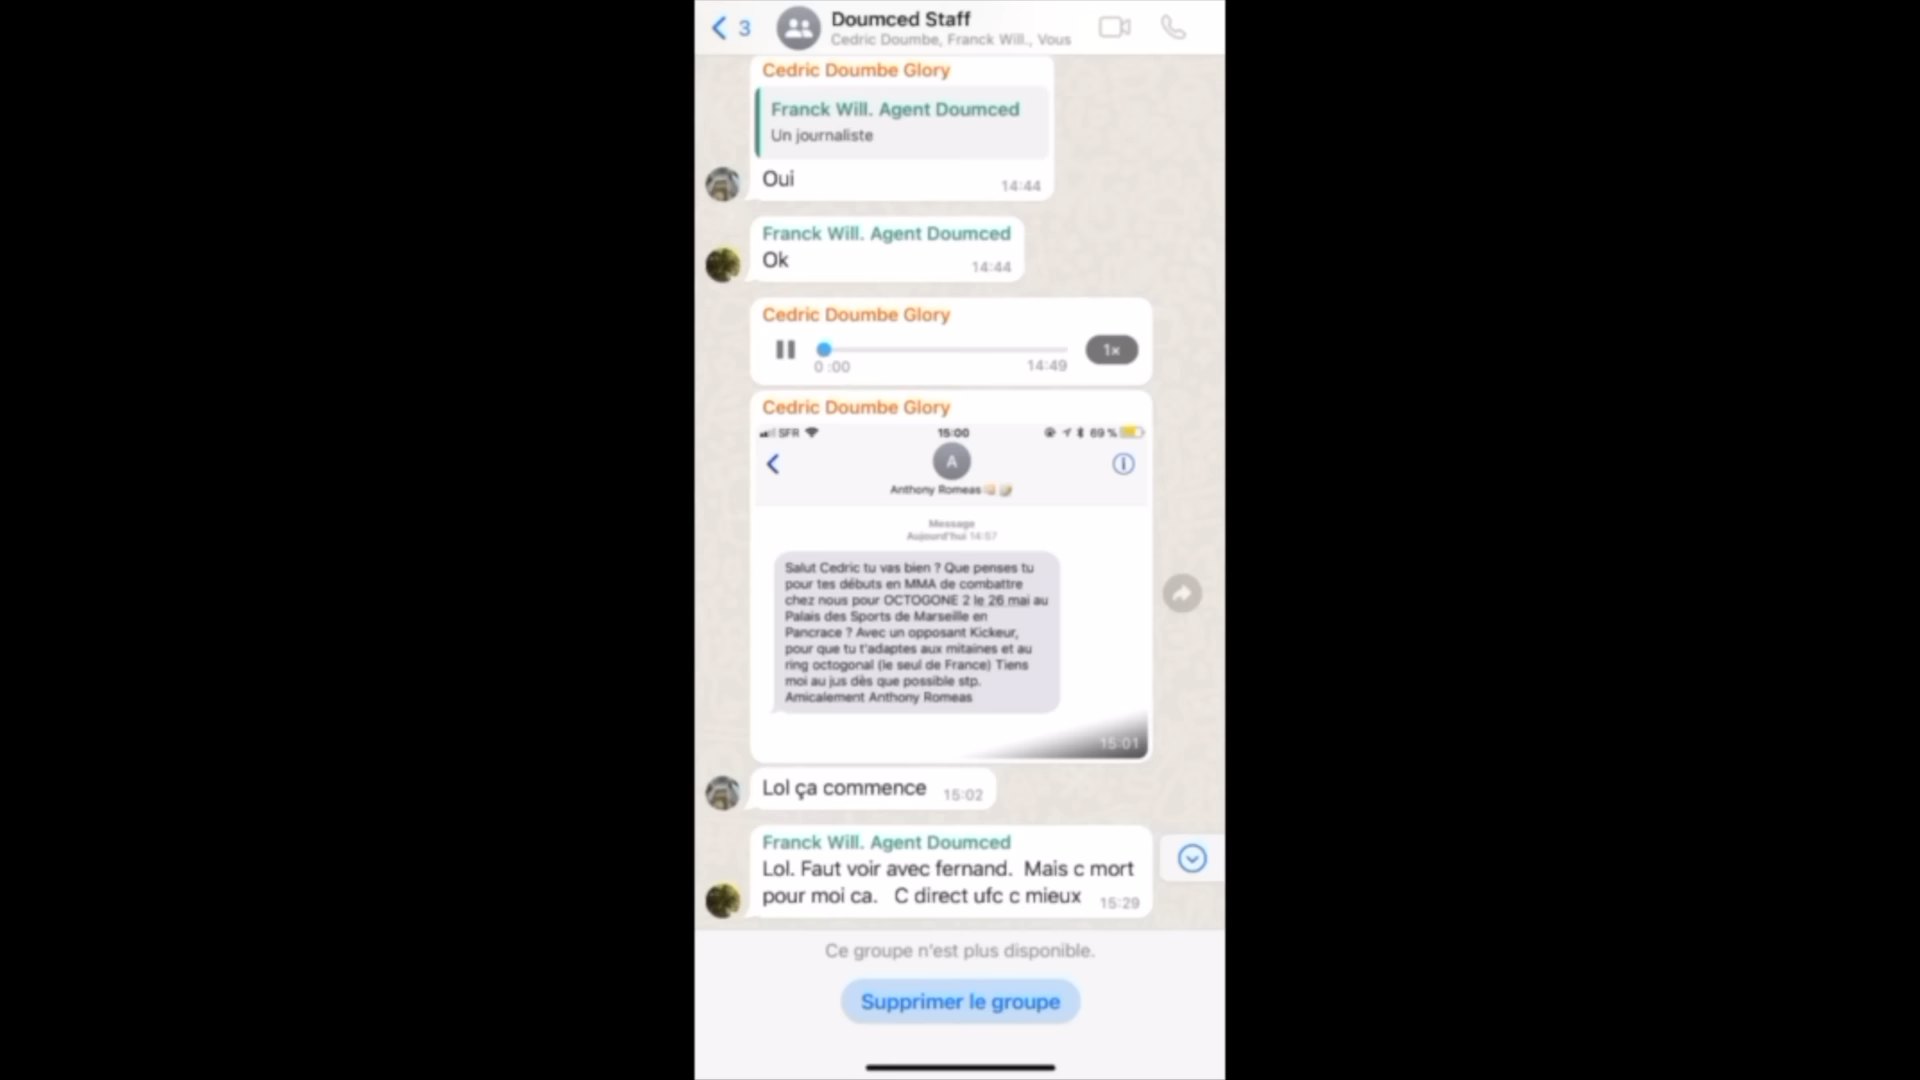 3
Doumced Staff
Cedric Doumbe, Franck Will., Vous
Cedric Doumbe Glory
Franck Will. Agent Doumced
Un journaliste
Oui
14:44
Franck Will. Agent Doumced
Ok
14:44
Cedric Doumbe Glory
1×
0 :00
14:49
Cedric Doumbe Glory
SFR
15:00
69 %
A
Anthony Romeas
Message
Aujourd'hui 14:57
Salut Cedric tu vas bien ? Que penses tu
pour tes débuts en MMA de combattre
chez nous pour OCTOGONE 2 le 26 mai au
Palais des Sports de Marseille en
Pancrace ? Avec un opposant Kickeur,
pour que tu t'adaptes aux mitaines et au
ring octogonal (le seul de France) Tiens
moi au jus dès que possible stp.
Amicalement Anthony Romeas
15:01
Lol ça commence
15:02
Franck Will. Agent Doumced
Lol. Faut voir avec fernand.  Mais c mort
pour moi ca.   C direct ufc c mieux
15:29
Ce groupe n'est plus disponible.
Supprimer le groupe